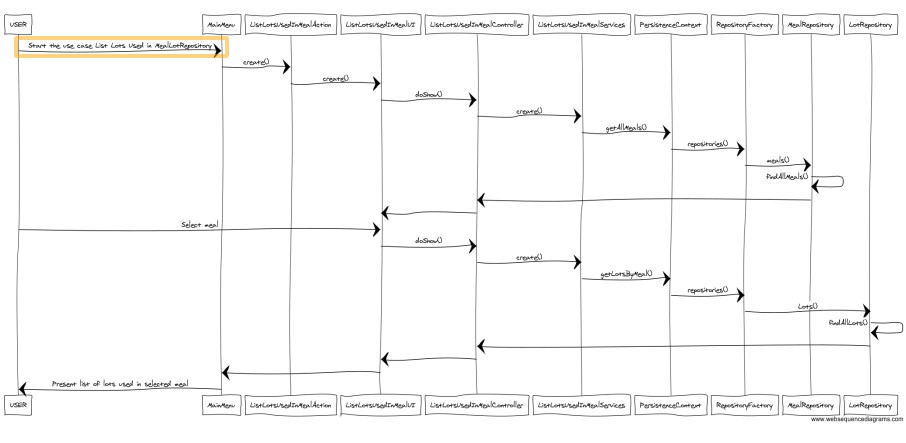 USER MainMenu ListLotsUsedInMealAction ListLotsUsedInMealUI ListLotsUsedInMealController ListLotsUsedInMealServices PersistenceContext RepositoryFactory MealRepository LotRepository
Start the use case List Lots Used in MealLotRepository
create()
create()
doShow()
create()
getAllMeals()
repositories()
meals()
findAllMeals()
Select meal
doShow()
create()
getLotsByMeal()
repositories()
Lots()
findAllLots()
Present list of lots used in selected meal
USER MainMenu ListLotsUsedInMealAction ListLotsUsedInMealUI ListLotsUsedInMealController ListLotsUsedInMealServices PersistenceContext RepositoryFactory MealRepository LotRepository
www.websequencediagrams.com